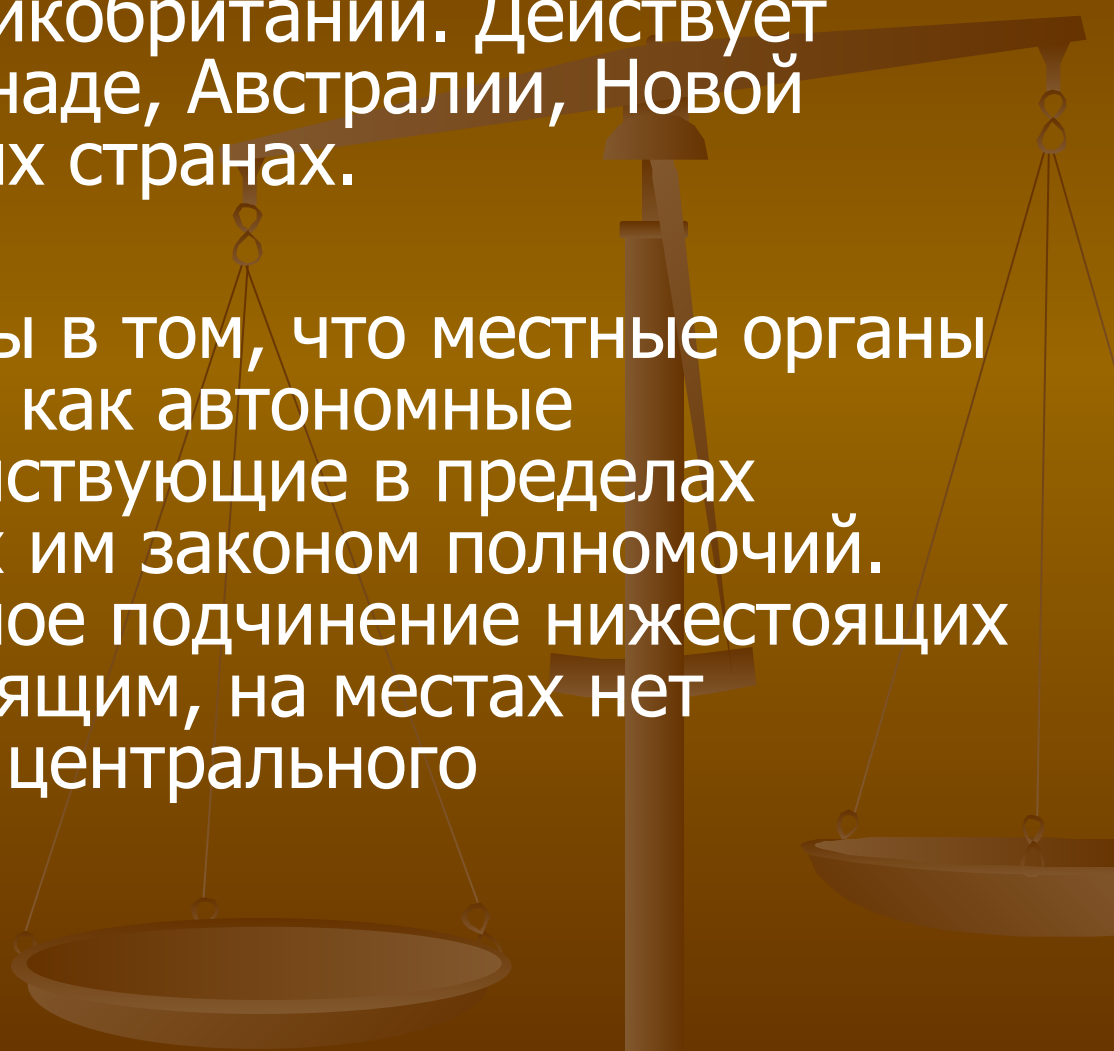 икобритании. Действует
наде, Австралии, Новой
их странах.
ы в том, что местные органы
как автономные
йствующие в пределах
х им законом полномочий.
ное подчинение нижестоящих
ящим, на местах нет
центрального